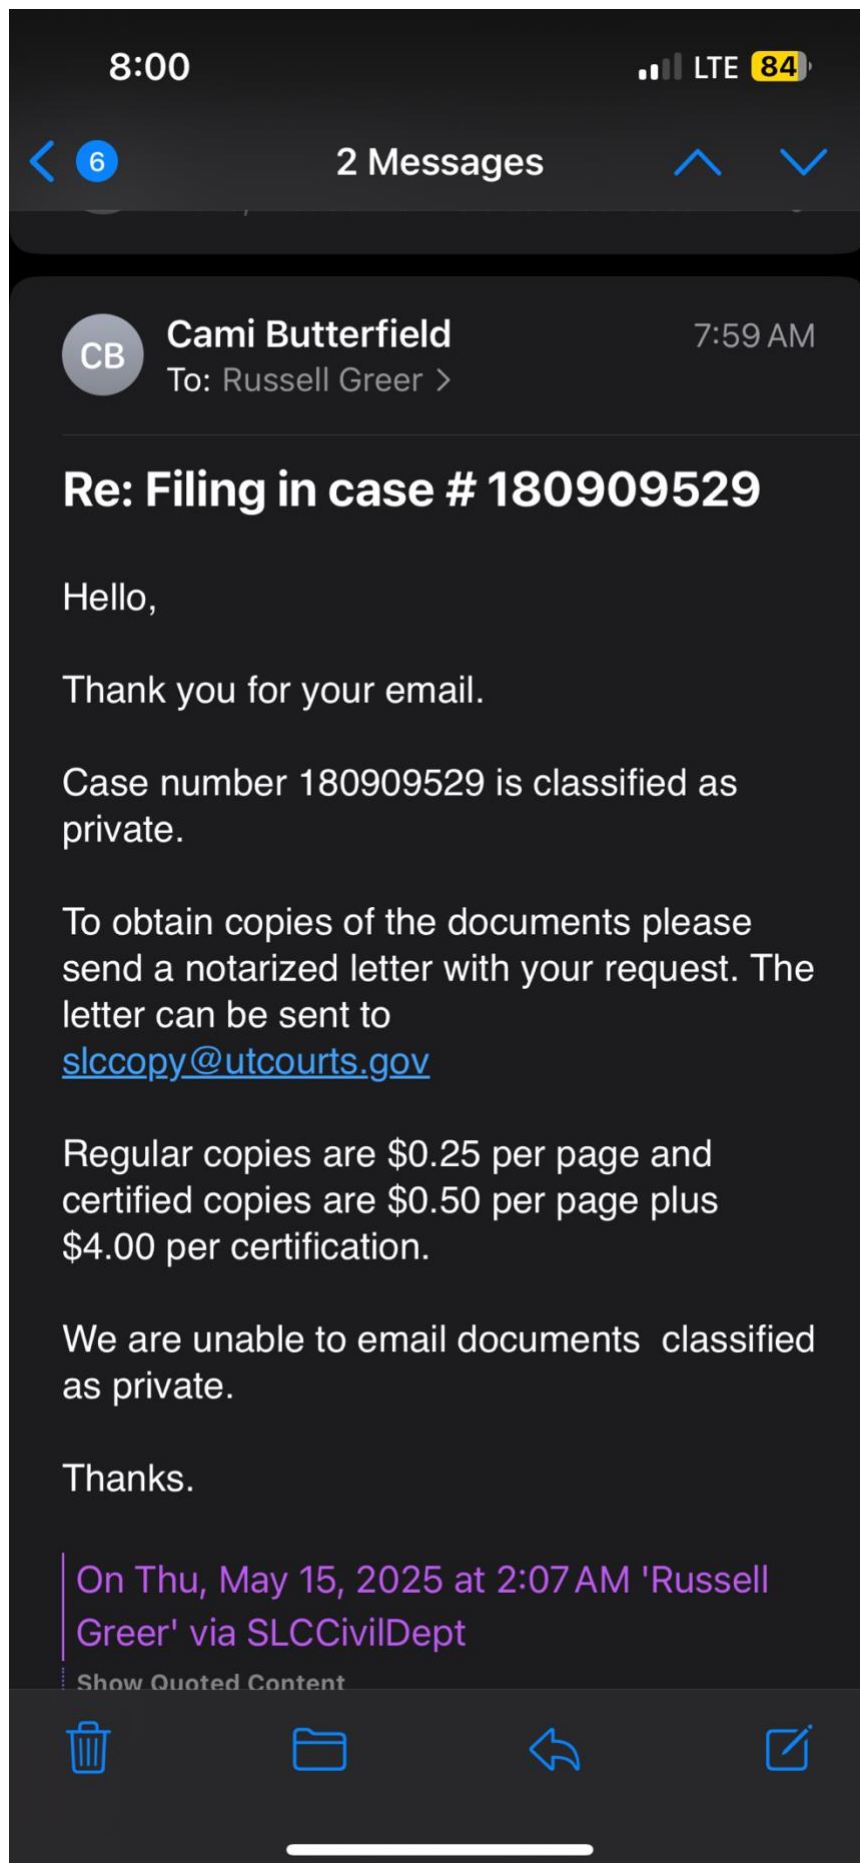 8:00
LTE 84
6
2 Messages
CB
Cami Butterfield
7:59 AM
To: Russell Greer >
Re: Filing in case # 180909529
Hello,
Thank you for your email.
Case number 180909529 is classified as
private.
To obtain copies of the documents please
send a notarized letter with your request. The
letter can be sent to
slccopy@utcourts.gov
Regular copies are $0.25 per page and
certified copies are $0.50 per page plus
$4.00 per certification.
We are unable to email documents  classified
as private.
Thanks.
On Thu, May 15, 2025 at 2:07 AM 'Russell
Greer' via SLCCivilDept
Show Quoted Content